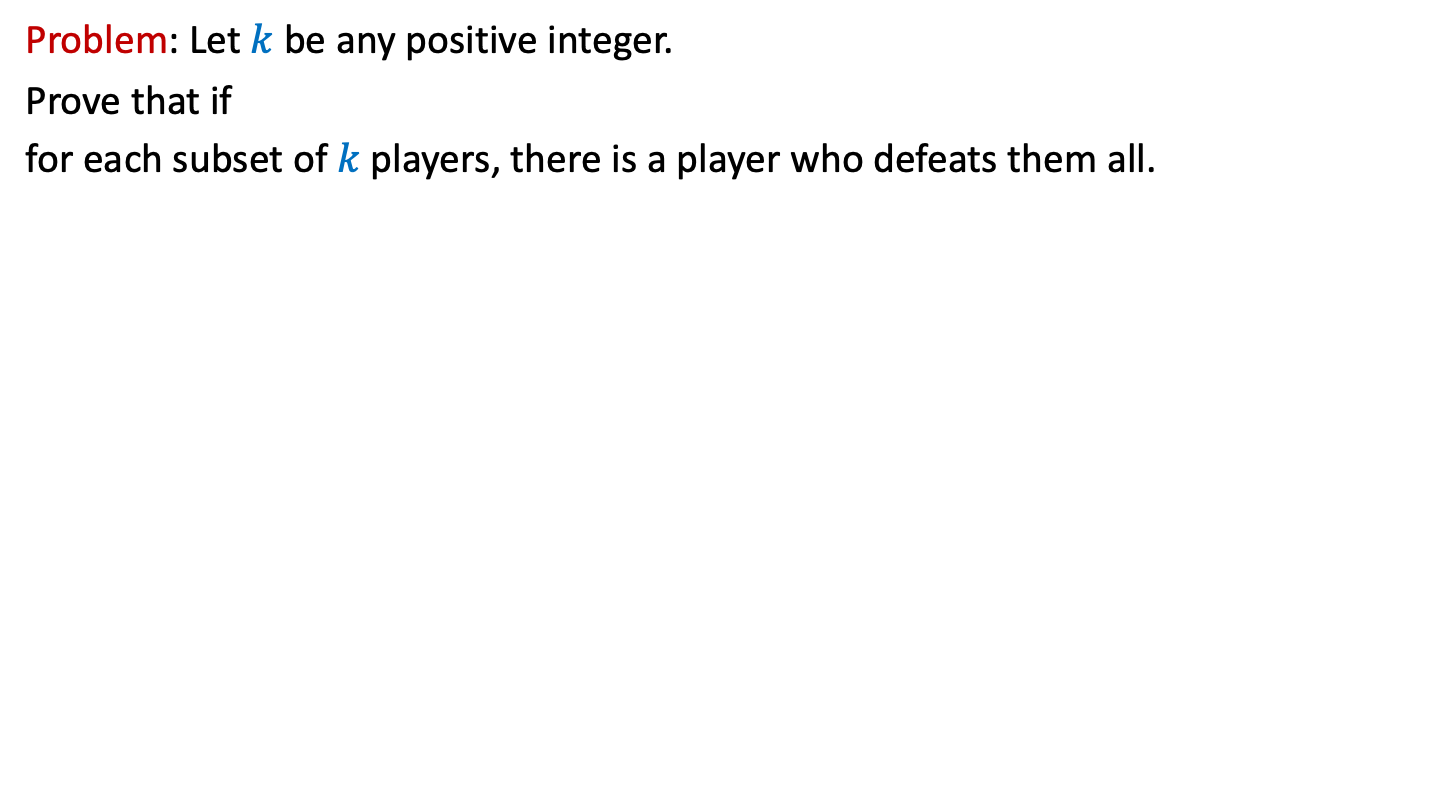 Problem: Let k be any positive integer.
Prove that if
for each subset of k players, there is a player who defeats them all.